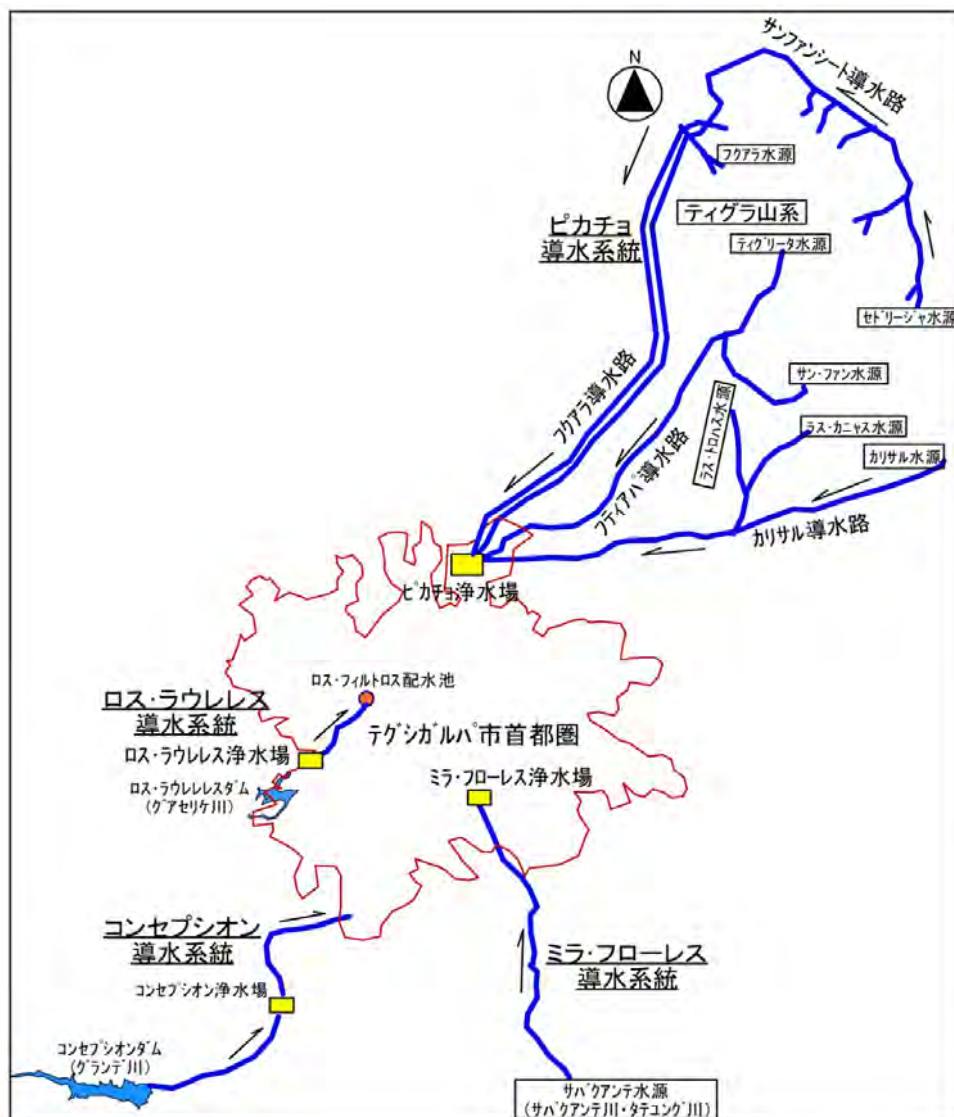 サンファンシート導水路
N
フクアラ水源
ティグラ山系
ピカチョ
導水系統
ティグリータ水源
セドリージャ水源
フクアラ導水路
サン・ファン水源
ラス・トロハス水源
ラス・カニャス水源
カリサル水源
フティアパ導水路
カリサル導水路
ピカチョ浄水場
ロス・フィルトロス配水池
ロス・ラウレレス
導水系統
テグシガルパ市首都圏
ロス・ラウレレス浄水場
ミラ・フローレス浄水場
ロス・ラウレレレスダム
(グアセリケ川)
コンセプシオン
導水系統
ミラ・フローレス
導水系統
コンセプシオン浄水場
コンセプシオンダム
(グランデ川)
サバクアンテ水源
(サバクアンテ川・タテュング川)